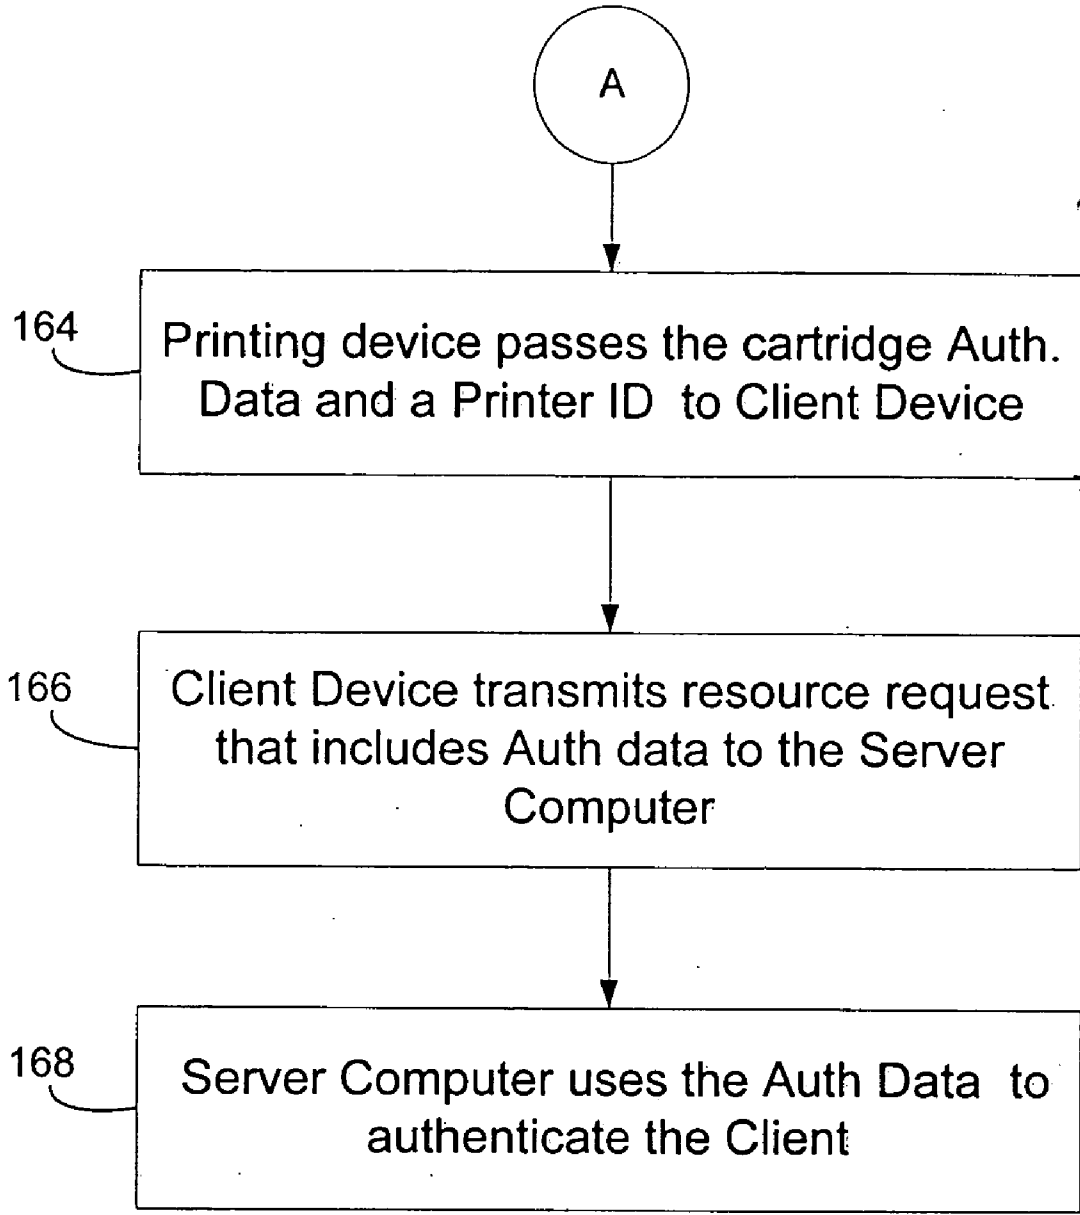 A
164
Printing device passes the cartridge Auth.
Data and a Printer ID to Client Device
166
Client Device transmits resource request
that includes Auth data to the Server
Computer
168
Server Computer uses the Auth Data to
authenticate the Client